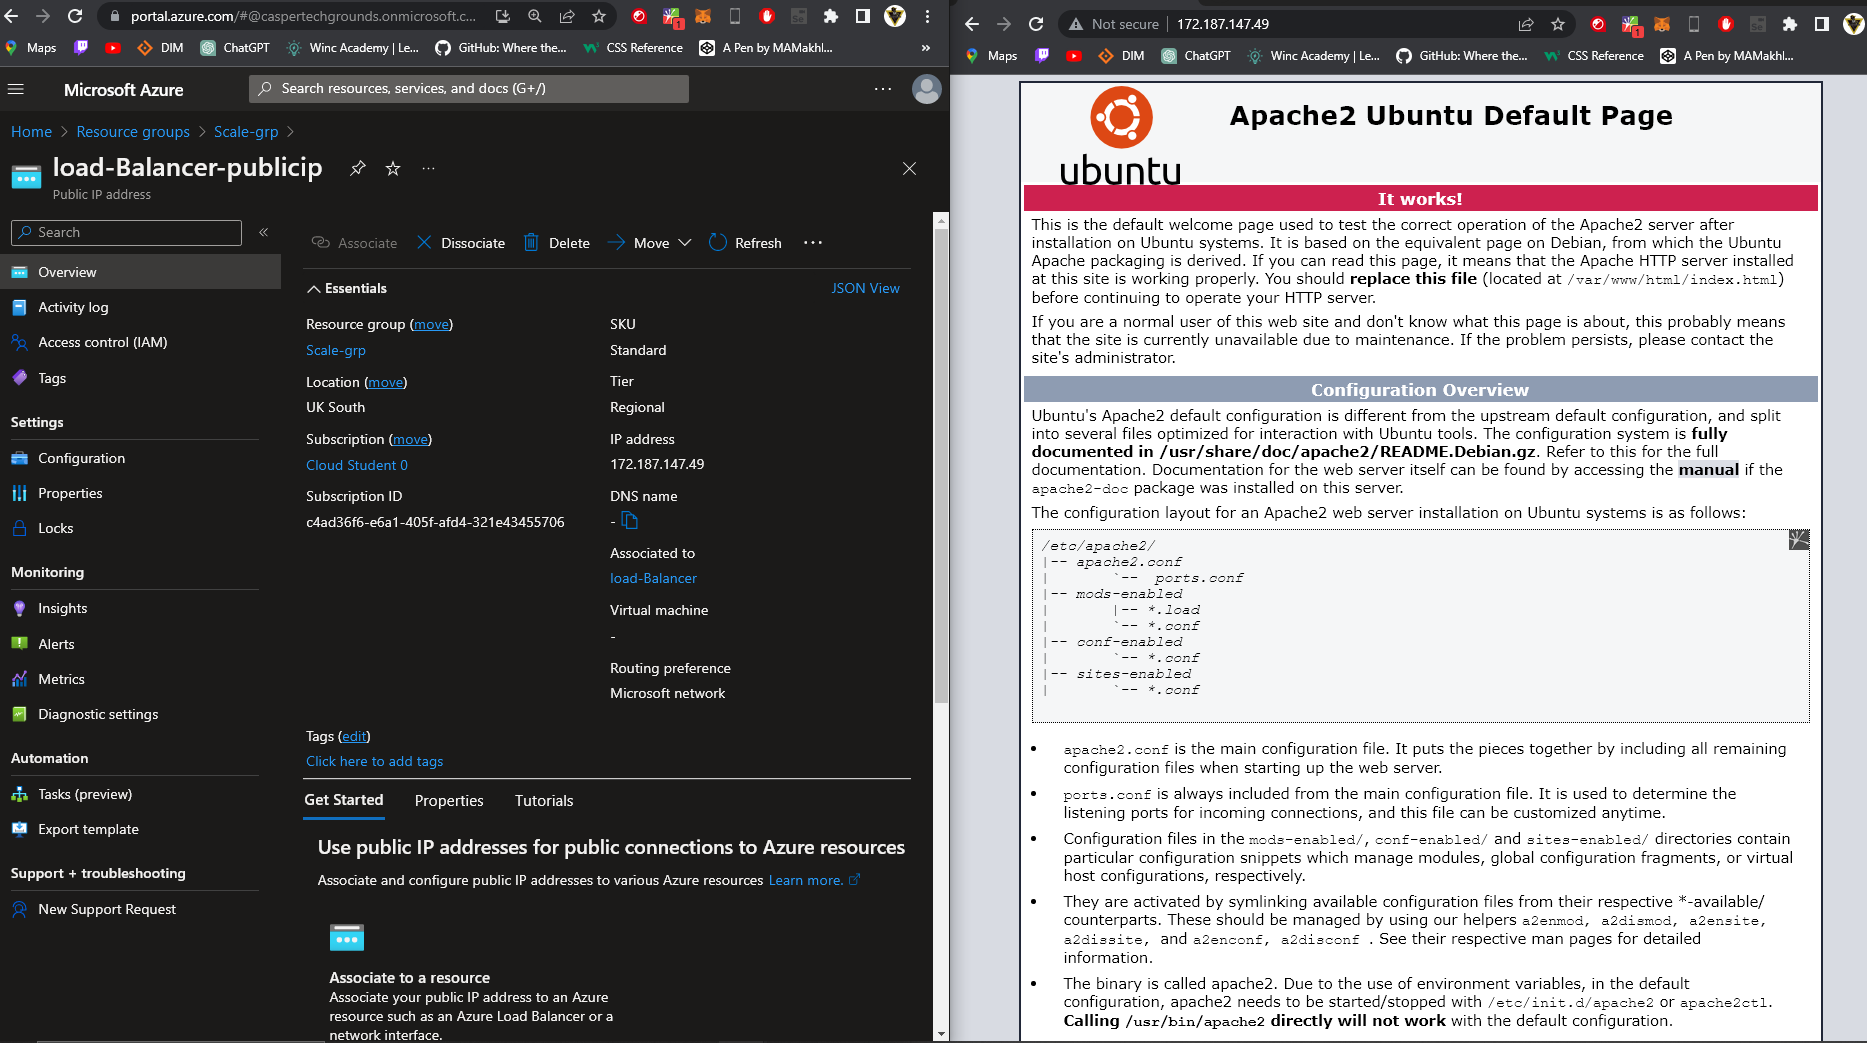 portal.azure.com/#@caspertechgrounds.onmicrosoft.c...
1
Maps
DIM
ChatGPT
Winc Academy | Le...
GitHub: Where the...
CSS Reference
A Pen by MAMakhl...
»
Microsoft Azure
Search resources, services, and docs (G+/)
Home > Resource groups > Scale-grp >
load-Balancer-publicip
Public IP address
Search
«
Overview
Activity log
Access control (IAM)
Tags
Settings
Configuration
Properties
Locks
Monitoring
Insights
Alerts
Metrics
Diagnostic settings
Automation
Tasks (preview)
Export template
Support + troubleshooting
New Support Request
Associate
Disassociate
Delete
Move
Refresh
Essentials
JSON View
Resource group (move)
Scale-grp
Location (move)
UK South
Subscription (move)
Cloud Student 0
Subscription ID
c4ad36f6-e6a1-405f-afd4-321e43455706
SKU
Standard
Tier
Regional
IP address
172.187.147.49
DNS name
-
Associated to
load-Balancer
Virtual machine
-
Routing preference
Microsoft network
Tags (edit)
Click here to add tags
Get Started
Properties
Tutorials
Use public IP addresses for public connections to Azure resources
Associate and configure public IP addresses to various Azure resources Learn more.
Associate to a resource
Associate your public IP address to an Azure
resource such as an Azure Load Balancer or a
network interface.
Not secure | 172.187.147.49
1
Maps
DIM
ChatGPT
Winc Academy | Le...
GitHub: Where the...
CSS Reference
A Pen by MAMakhl...
ubuntu
Apache2 Ubuntu Default Page
It works!
This is the default welcome page used to test the correct operation of the Apache2 server after
installation on Ubuntu systems. It is based on the equivalent page on Debian, from which the Ubuntu
Apache packaging is derived. If you can read this page, it means that the Apache HTTP server installed
at this site is working properly. You should replace this file (located at /var/www/html/index.html)
before continuing to operate your HTTP server.
If you are a normal user of this web site and don't know what this page is about, this probably means
that the site is currently unavailable due to maintenance. If the problem persists, please contact the
site's administrator.
Configuration Overview
Ubuntu's Apache2 default configuration is different from the upstream default configuration, and split
into several files optimized for interaction with Ubuntu tools. The configuration system is fully
documented in /usr/share/doc/apache2/README.Debian.gz. Refer to this for the full
documentation. Documentation for the web server itself can be found by accessing the manual if the
apache2-doc package was installed on this server.
The configuration layout for an Apache2 web server installation on Ubuntu systems is as follows:
/etc/apache2/
|-- apache2.conf
|       `--  ports.conf
|-- mods-enabled
|       |-- *.load
|       `-- *.conf
|-- conf-enabled
|       `-- *.conf
|-- sites-enabled
|       `-- *.conf
• apache2.conf is the main configuration file. It puts the pieces together by including all remaining
configuration files when starting up the web server.
• ports.conf is always included from the main configuration file. It is used to determine the
listening ports for incoming connections, and this file can be customized anytime.
• Configuration files in the mods-enabled/, conf-enabled/ and sites-enabled/ directories contain
particular configuration snippets which manage modules, global configuration fragments, or virtual
host configurations, respectively.
• They are activated by symlinking available configuration files from their respective *-available/
counterparts. These should be managed by using our helpers a2enmod, a2dismod, a2ensite,
a2dissite, and a2enconf, a2disconf . See their respective man pages for detailed
information.
• The binary is called apache2. Due to the use of environment variables, in the default
configuration, apache2 needs to be started/stopped with /etc/init.d/apache2 or apache2ctl.
Calling /usr/bin/apache2 directly will not work with the default configuration.